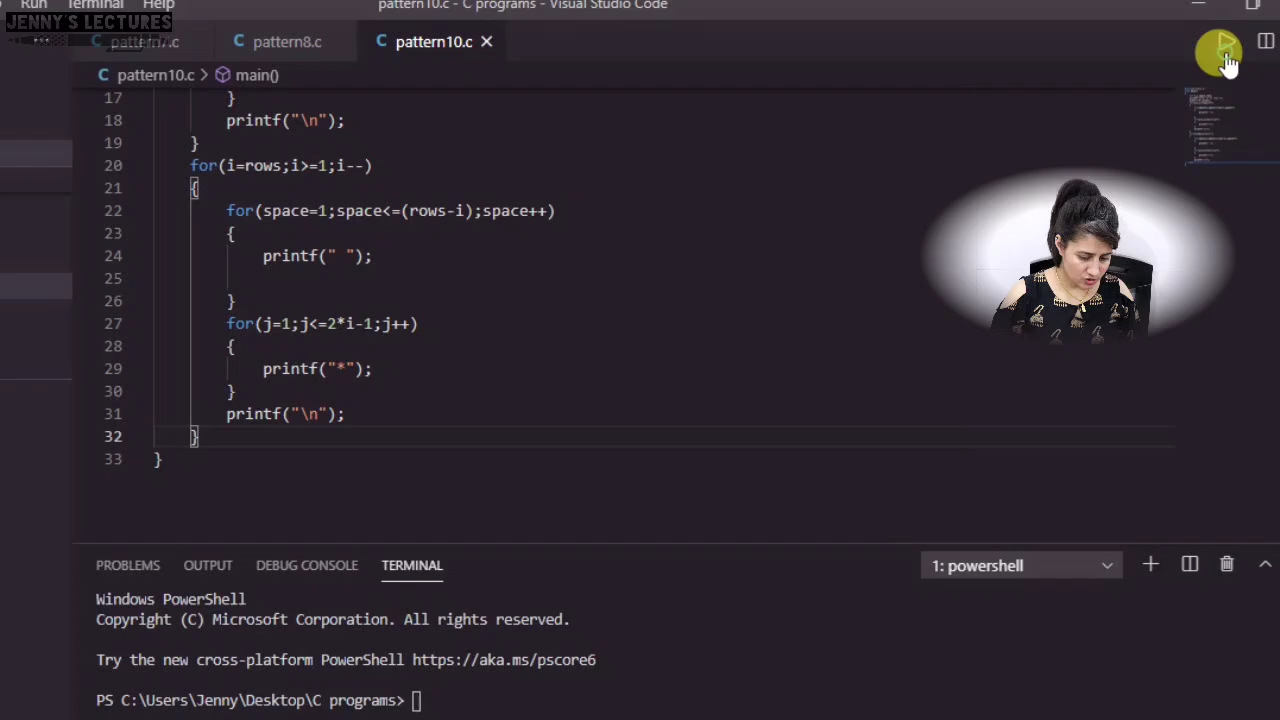 Run Terminal Help pattern10.c - C programs - Visual Studio Code
JENNY'S LECTURES
pattern7.c pattern8.c pattern10.c
pattern10.c > main()
17 }
18 printf("\n");
19 }
20 for(i=rows;i>=1;i--)
21 {
22 for(space=1;space<=(rows-i);space++)
23 {
24 printf(" ");
25
26 }
27 for(j=1;j<=2*i-1;j++)
28 {
29 printf("*");
30 }
31 printf("\n");
32 }
33 }
PROBLEMS OUTPUT DEBUG CONSOLE TERMINAL 1: powershell
Windows PowerShell
Copyright (C) Microsoft Corporation. All rights reserved.
Try the new cross-platform PowerShell https://aka.ms/pscore6
PS C:\Users\Jenny\Desktop\C programs>